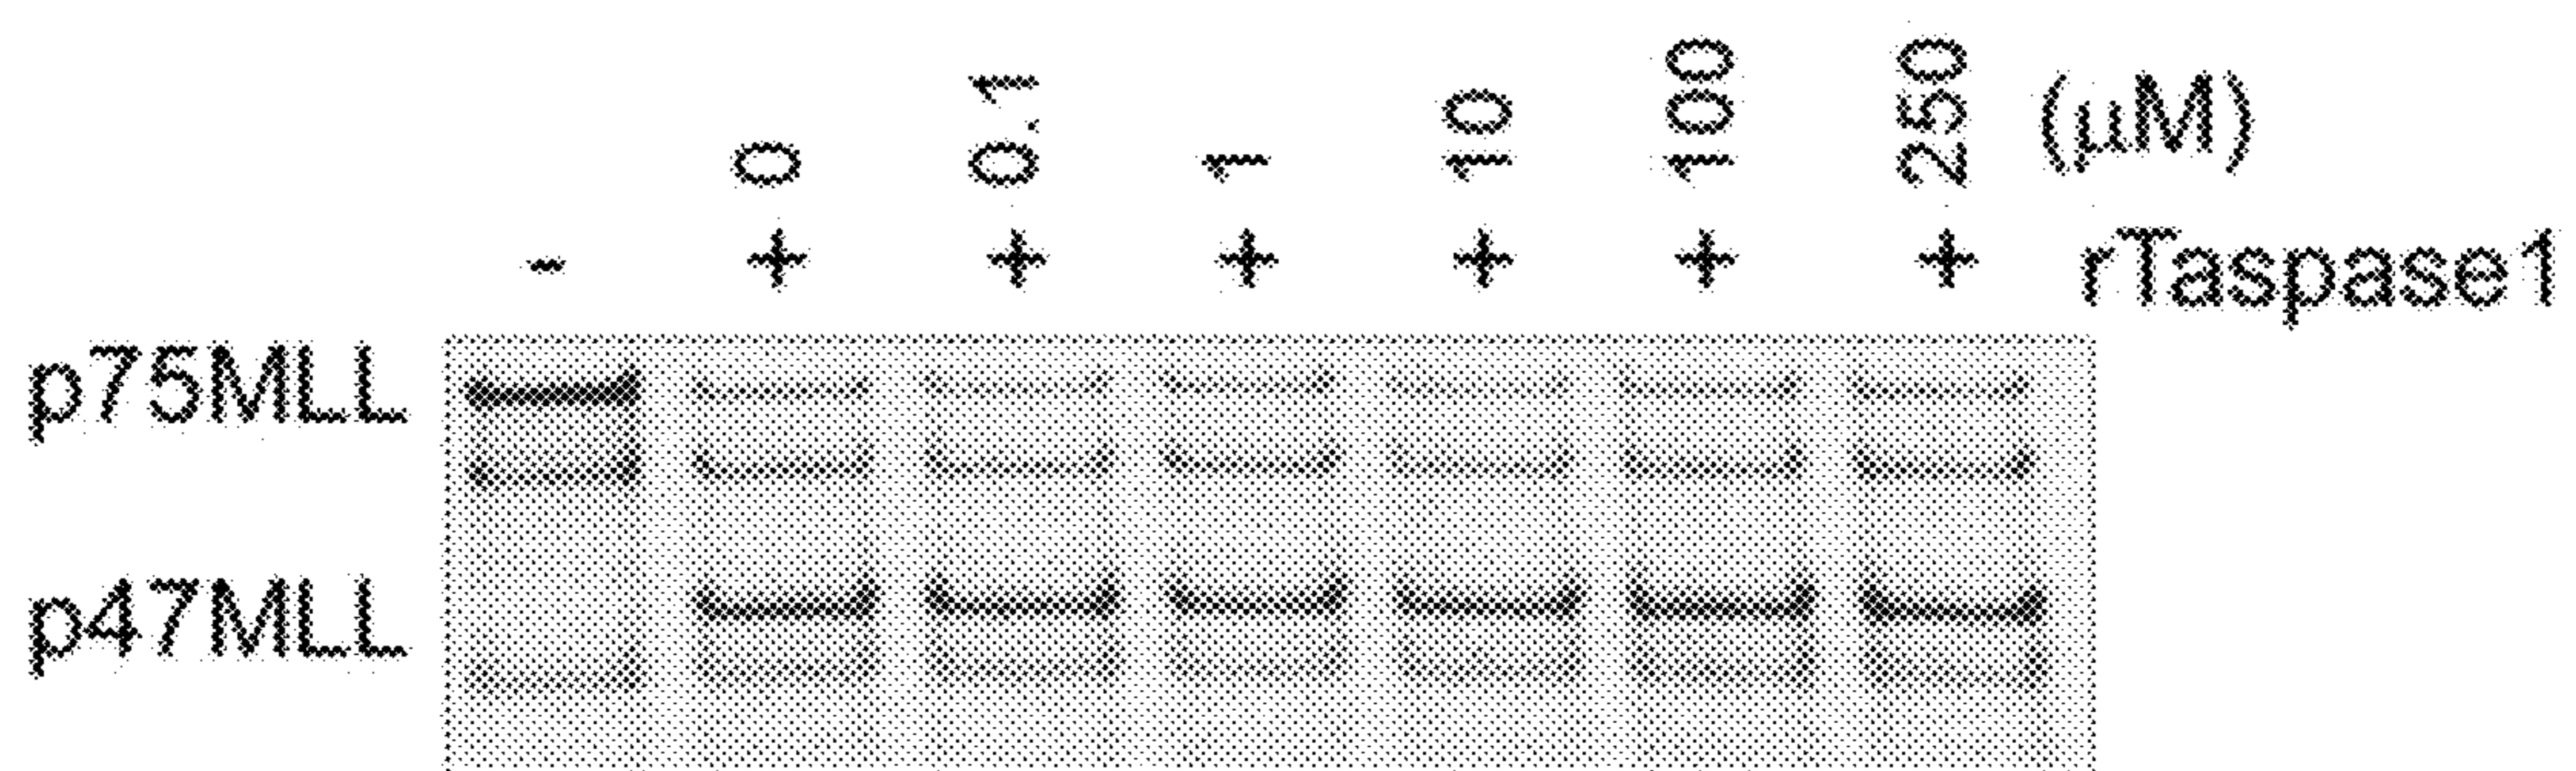 0 0.1 1 10 100 250 (µM)
- + + + + + + rTaspase1
p75MLL
p47MLL